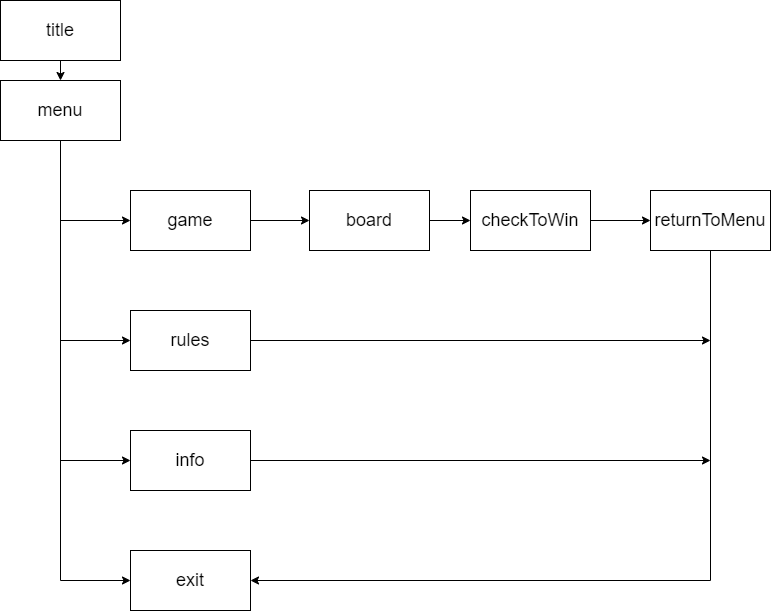 title
menu
game
board
checkToWin
returnToMenu
rules
info
exit